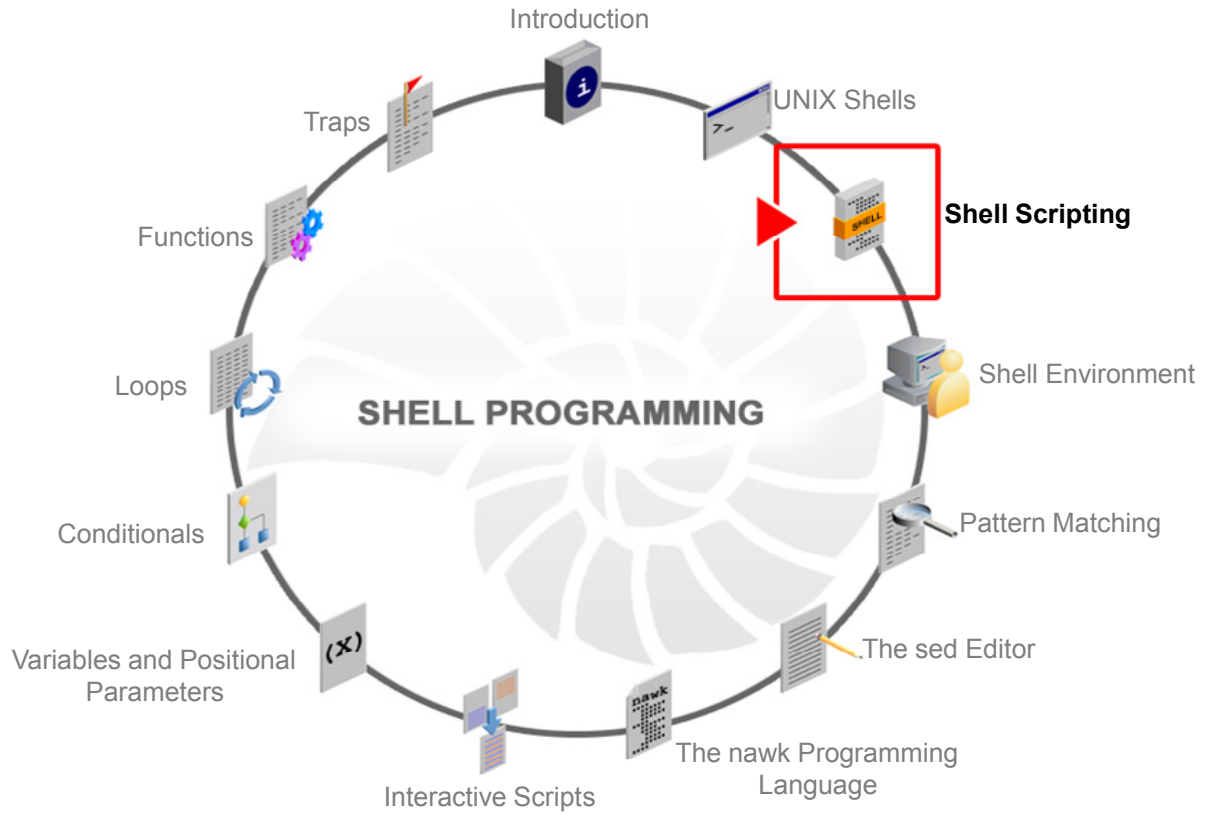 Introduction
UNIX Shells
>_
i
Traps
SHELL
Shell Scripting
Functions
>_
Shell Environment
Loops
SHELL PROGRAMMING
Conditionals
Pattern Matching
(X)
Variables and Positional
Parameters
The sed Editor
nawk
The nawk Programming
Language
Interactive Scripts